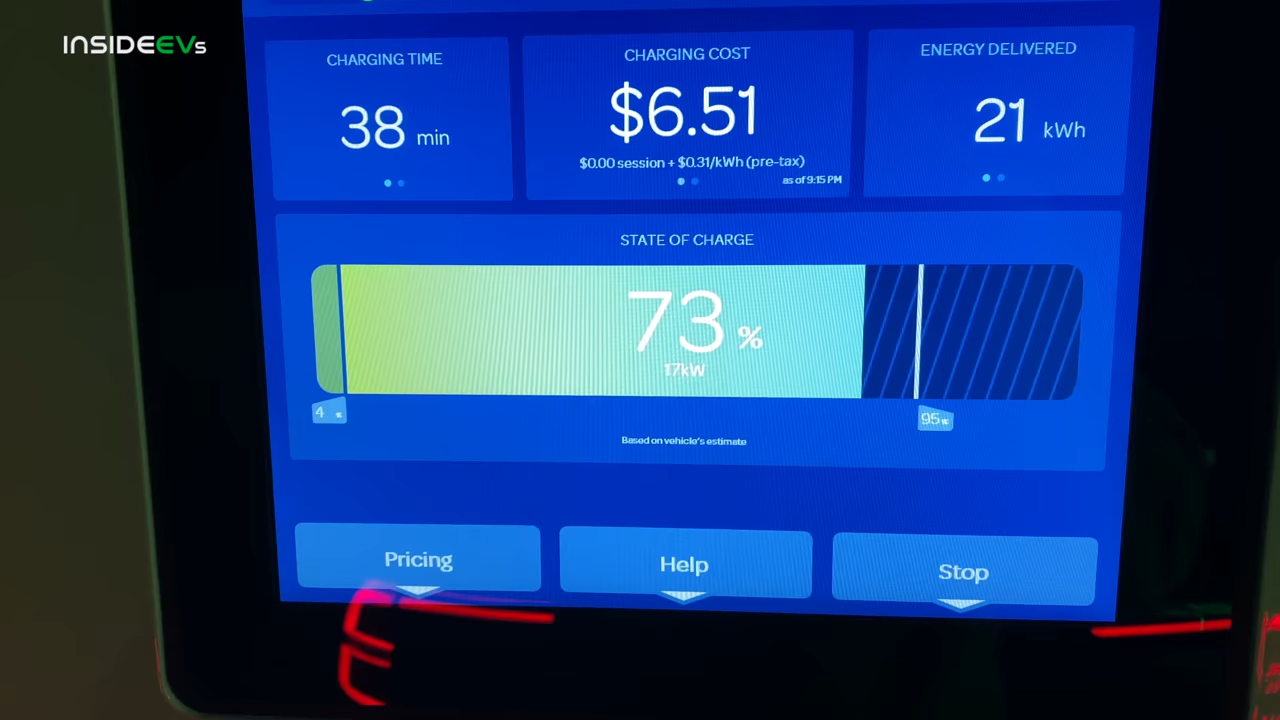 INSIDEEVs
CHARGING TIME
38 min
CHARGING COST
$6.51
$0.00 session + $0.31/kWh (pre-tax)
as of 9:15 PM
ENERGY DELIVERED
21 kWh
STATE OF CHARGE
73 %
17kW
4 %
95%
Based on vehicle's estimate
Pricing
Help
Stop